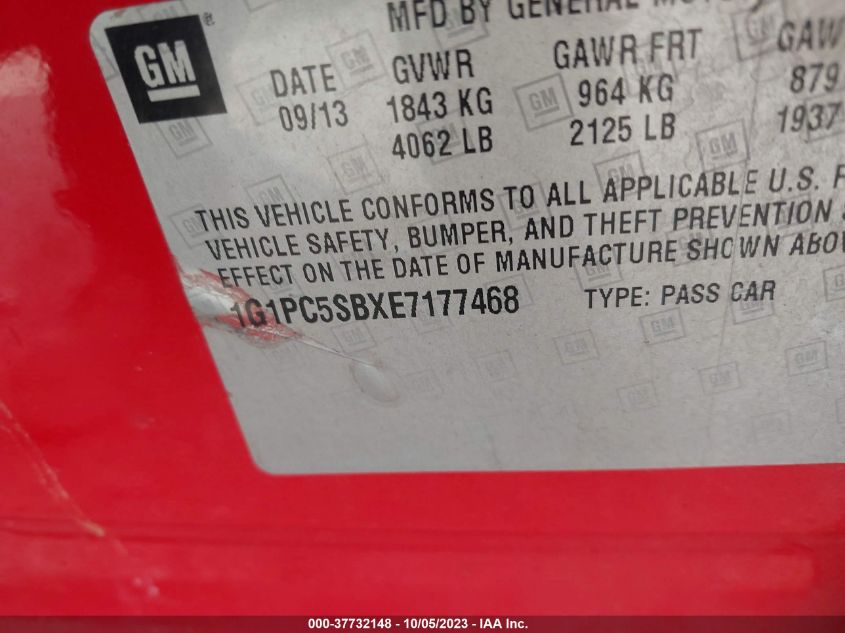 GM
MFD BY GENERAL
DATE GVWR GAWR FRT GAW
09/13 1843 KG 964 KG 879
4062 LB 2125 LB 1937
THIS VEHICLE CONFORMS TO ALL APPLICABLE U.S. F
VEHICLE SAFETY, BUMPER, AND THEFT PREVENTION
EFFECT ON THE DATE OF MANUFACTURE SHOWN ABO
1G1PC5SBXE7177468 TYPE: PASS CAR
000-37732148 - 10/05/2023 - IAA Inc.